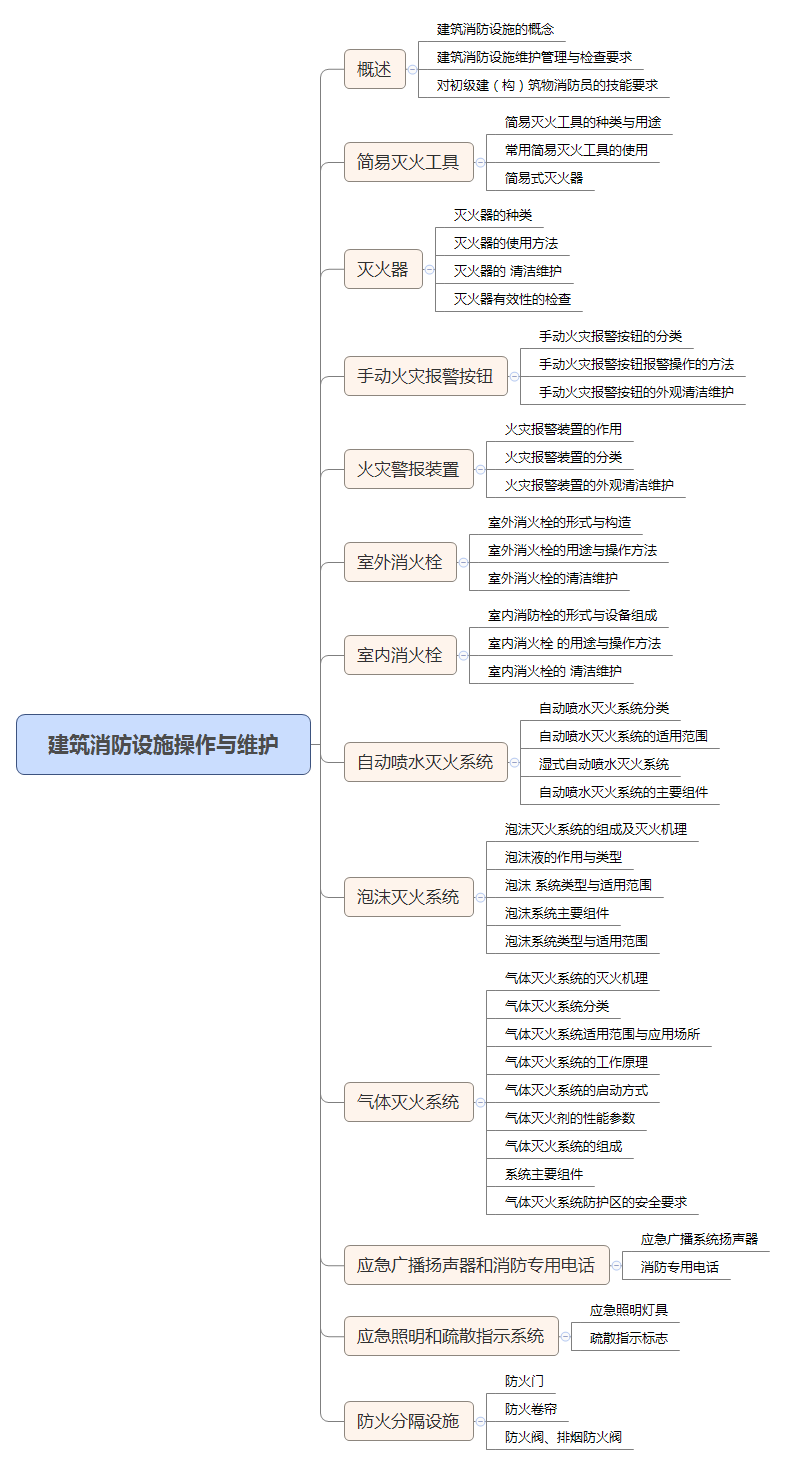 建筑消防设施操作与维护
概述
建筑消防设施的概念
建筑消防设施维护管理与检查要求
对初级建（构）筑物消防员的技能要求
简易灭火工具
简易灭火工具的种类与用途
常用简易灭火工具的使用
简易式灭火器
灭火器
灭火器的种类
灭火器的使用方法
灭火器的 清洁维护
灭火器有效性的检查
手动火灾报警按钮
手动火灾报警按钮的分类
手动火灾报警按钮报警操作的方法
手动火灾报警按钮的外观清洁维护
火灾警报装置
火灾报警装置的作用
火灾报警装置的分类
火灾报警装置的外观清洁维护
室外消火栓
室外消火栓的形式与构造
室外消火栓的用途与操作方法
室外消火栓的清洁维护
室内消火栓
室内消防栓的形式与设备组成
室内消火栓 的用途与操作方法
室内消火栓的 清洁维护
自动喷水灭火系统
自动喷水灭火系统分类
自动喷水灭火系统的适用范围
湿式自动喷水灭火系统
自动喷水灭火系统的主要组件
泡沫灭火系统
泡沫灭火系统的组成及灭火机理
泡沫液的作用与类型
泡沫 系统类型与适用范围
泡沫系统主要组件
泡沫系统类型与适用范围
气体灭火系统
气体灭火系统的灭火机理
气体灭火系统分类
气体灭火系统适用范围与应用场所
气体灭火系统的工作原理
气体灭火系统的启动方式
气体灭火剂的性能参数
气体灭火系统的组成
系统主要组件
气体灭火系统防护区的安全要求
应急广播扬声器和消防专用电话
应急广播系统扬声器
消防专用电话
应急照明和疏散指示系统
应急照明灯具
疏散指示标志
防火分隔设施
防火门
防火卷帘
防火阀、排烟防火阀